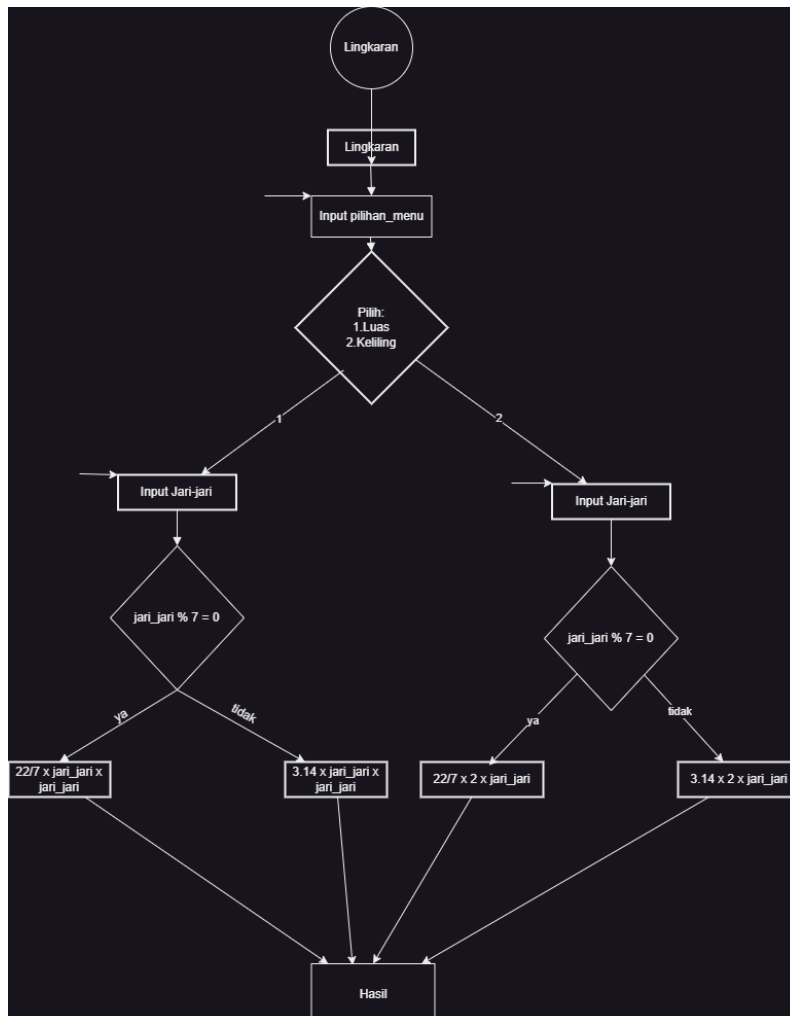 Lingkaran
Lingkaran
Input pilihan_menu
Pilih:
1.Luas
2.Keliling
1
2
Input Jari-jari
Input Jari-jari
jari_jari % 7 = 0
jari_jari % 7 = 0
ya
tidak
ya
tidak
22/7 x jari_jari x
jari_jari
3.14 x jari_jari x
jari_jari
22/7 x 2 x jari_jari
3.14 x 2 x jari_jari
Hasil